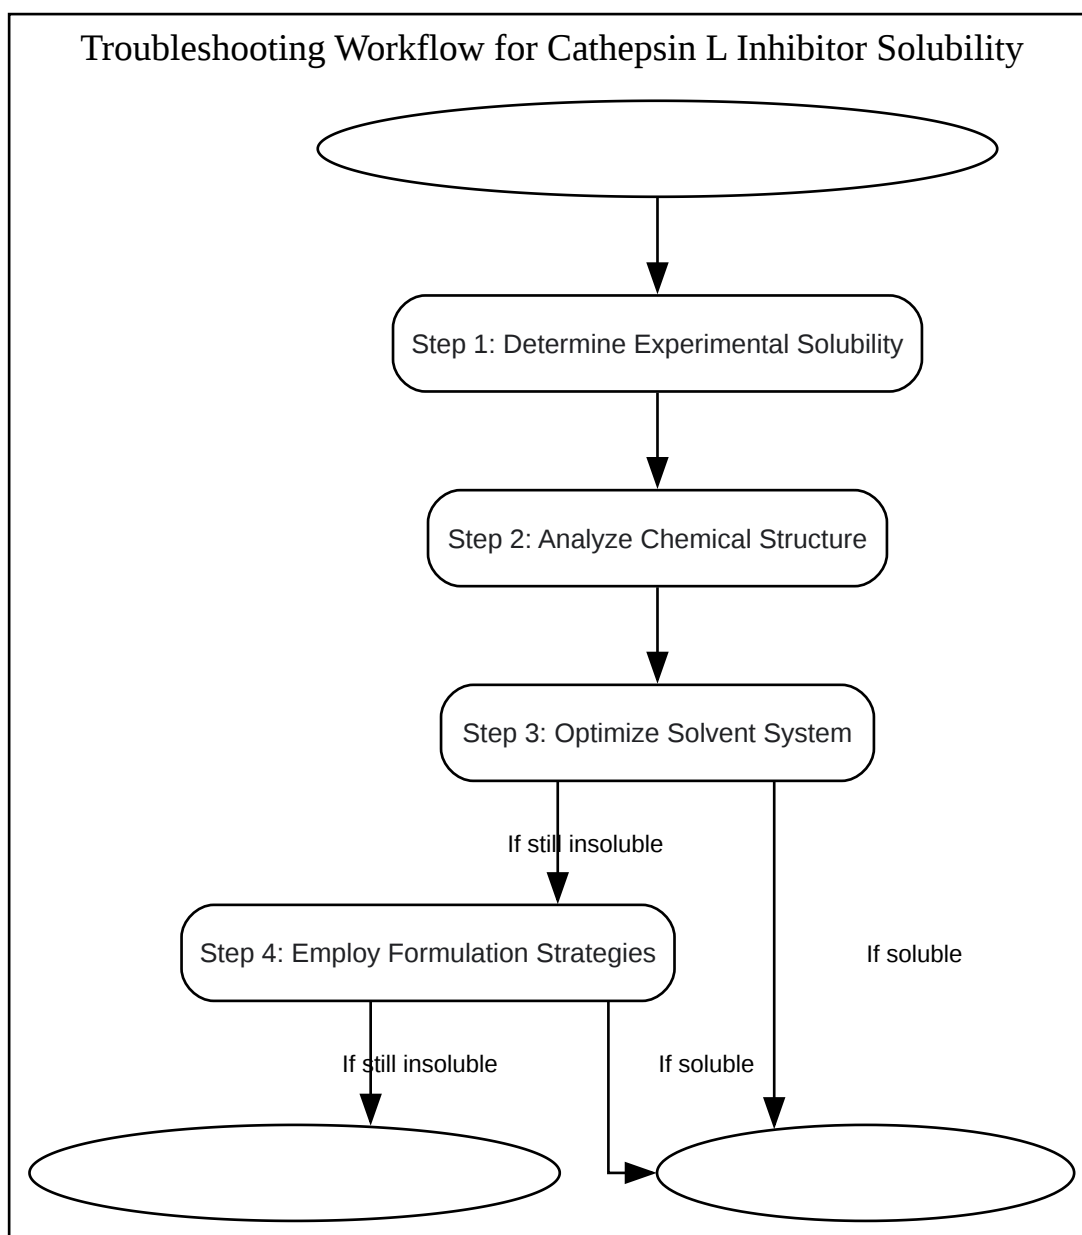 Troubleshooting Workflow for Cathepsin L Inhibitor Solubility
Step 1: Determine Experimental Solubility
Step 2: Analyze Chemical Structure
Step 3: Optimize Solvent System
If still insoluble
Step 4: Employ Formulation Strategies
If soluble
If still insoluble
If soluble